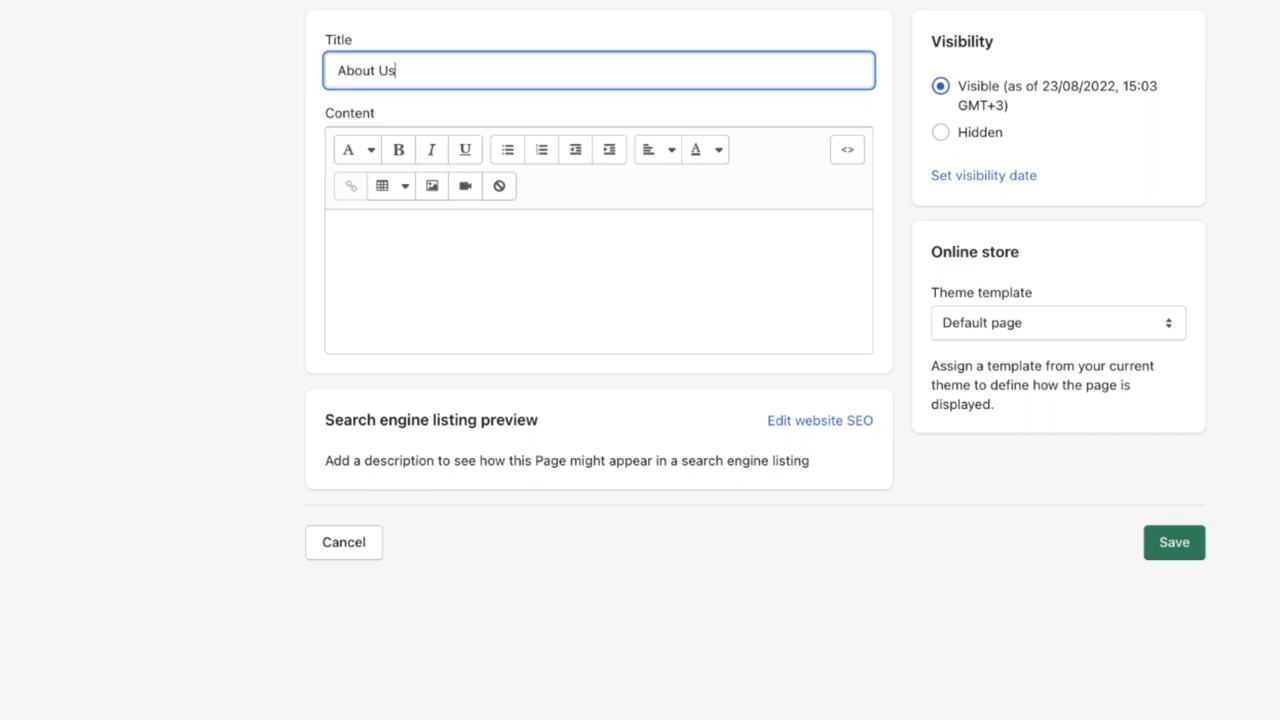 Title
About Us
Content
A B I U A <>
Search engine listing preview
Edit website SEO
Add a description to see how this Page might appear in a search engine listing
Cancel
Save
Visibility
Visible (as of 23/08/2022, 15:03
GMT+3)
Hidden
Set visibility date
Online store
Theme template
Default page
Assign a template from your current
theme to define how the page is
displayed.